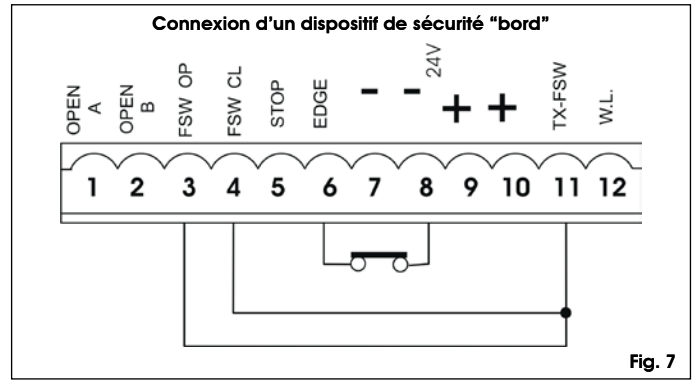 Connexion d'un dispositif de sécurité "bord"
OPEN A
OPEN B
FSW OP
FSW CL
STOP
EDGE
- -
24V
+ +
TX-FSW
W.L.
1 2 3 4 5 6 7 8 9 10 11 12
Fig. 7